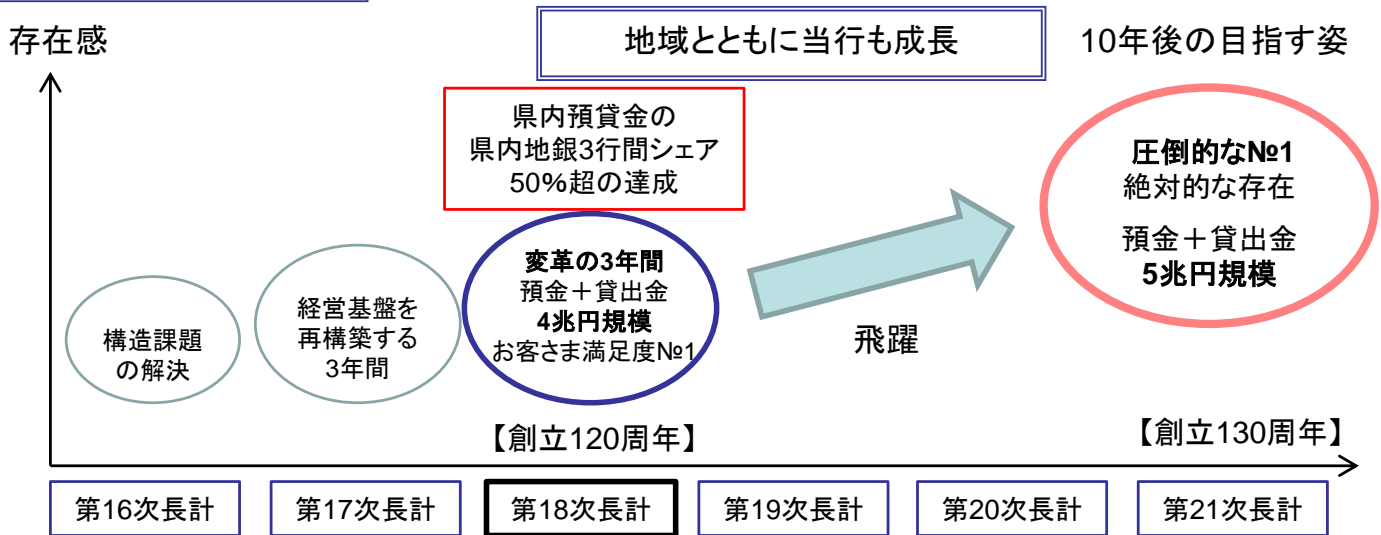 存在感
地域とともに当行も成長
10年後の目指す姿
県内預貸金の
県内地銀3行間シェア
50%超の達成
圧倒的な№1
絶対的な存在
預金＋貸出金
5兆円規模
変革の3年間
預金＋貸出金
4兆円規模
お客さま満足度№1
経営基盤を
再構築する
3年間
構造課題
の解決
飛躍
【創立120周年】
【創立130周年】
第16次長計
第17次長計
第18次長計
第19次長計
第20次長計
第21次長計